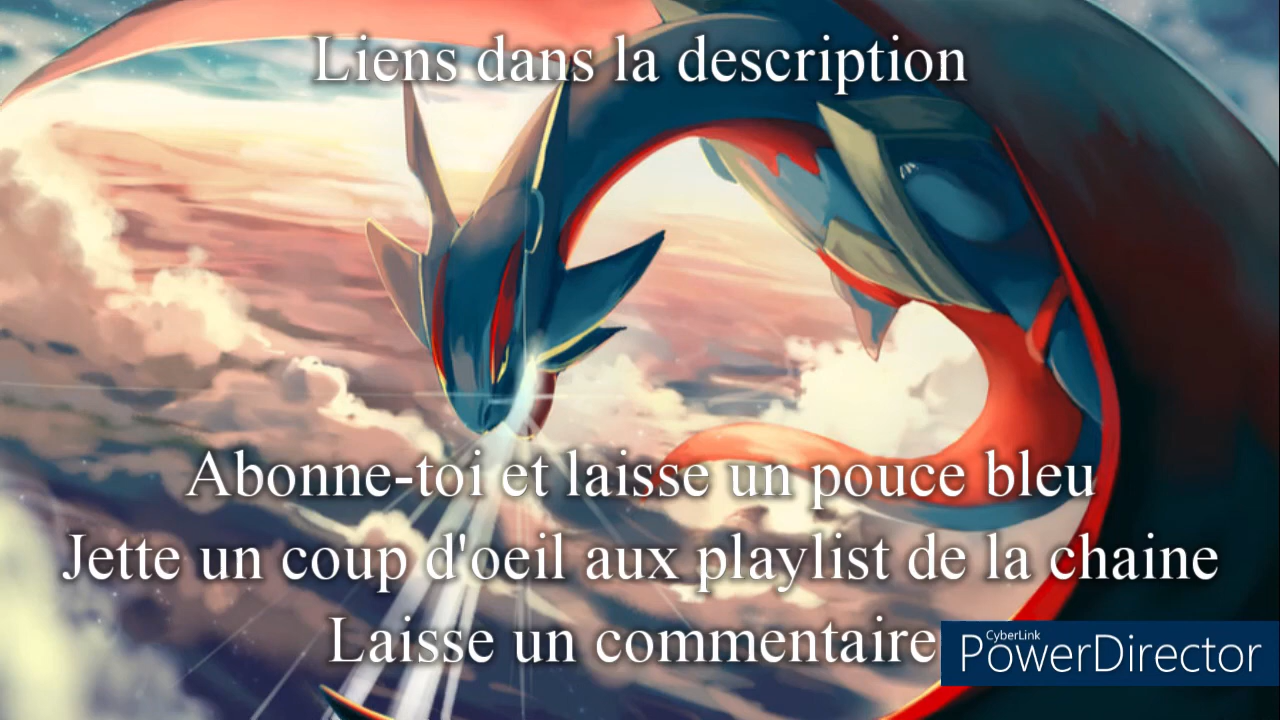 Liens dans la description
Abonne-toi et laisse un pouce bleu
Jette un coup d'oeil aux playlist de la chaine
Laisse un commentaire
CyberLink
PowerDirector